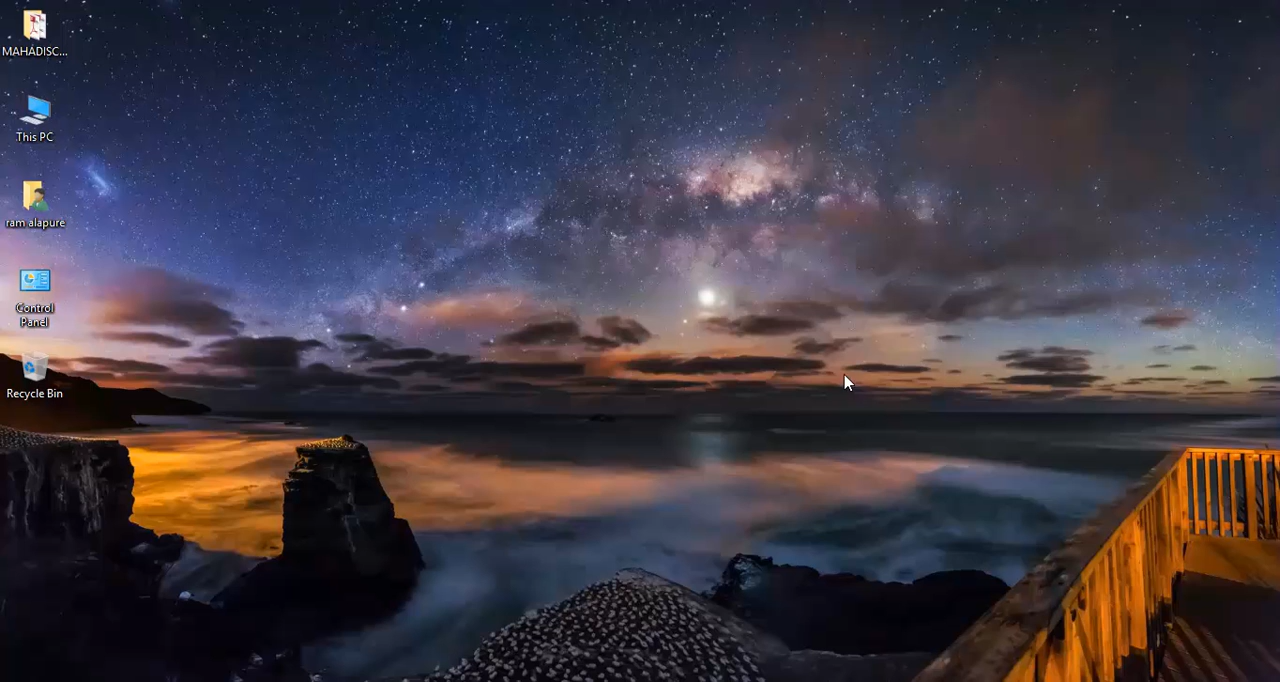 MAHADISC...
This PC
ram alapure
Control
Panel
Recycle Bin